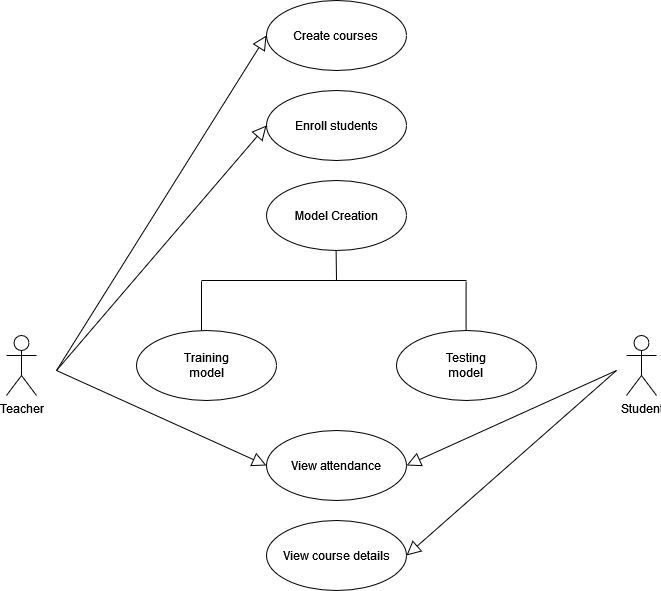 Create courses
Enroll students
Model Creation
Training
model
Testing
model
Teacher
Student
View attendance
View course details